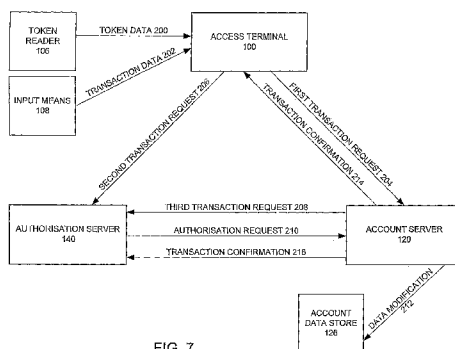 TOKEN
READER
106
TOKEN DATA 200
ACCESS TERMINAL
100
INPUT MEANS
108
TRANSACTION DATA 202
SECOND TRANSACTION REQUEST 206
FIRST TRANSACTION REQUEST 204
TRANSACTION CONFIRMATION 214
AUTHORISATION SERVER
140
THIRD TRANSACTION REQUEST 208
AUTHORISATION REQUEST 210
TRANSACTION CONFIRMATION 216
ACCOUNT SERVER
120
ACCOUNT
DATA STORE
126
DATA MODIFICATION
212
FIG. 7